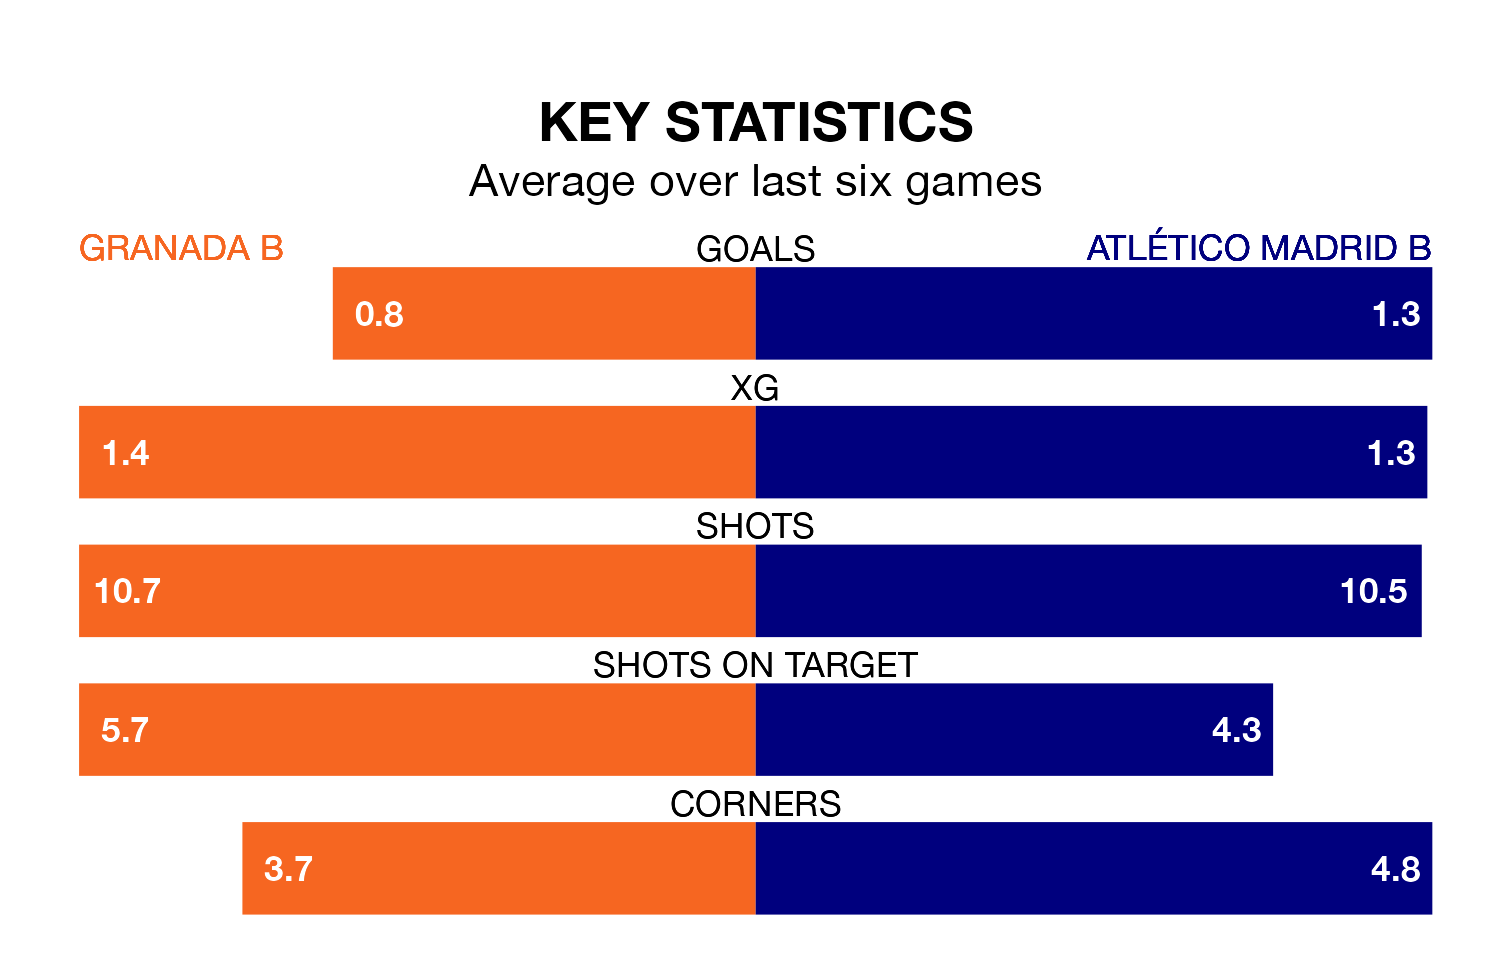 KEY STATISTICS
Average over last six games
GRANADA B GOALS ATLÉTICO MADRID B
0.8 1.3
XG
1.4 1.3
SHOTS
10.7 10.5
SHOTS ON TARGET
5.7 4.3
CORNERS
3.7 4.8